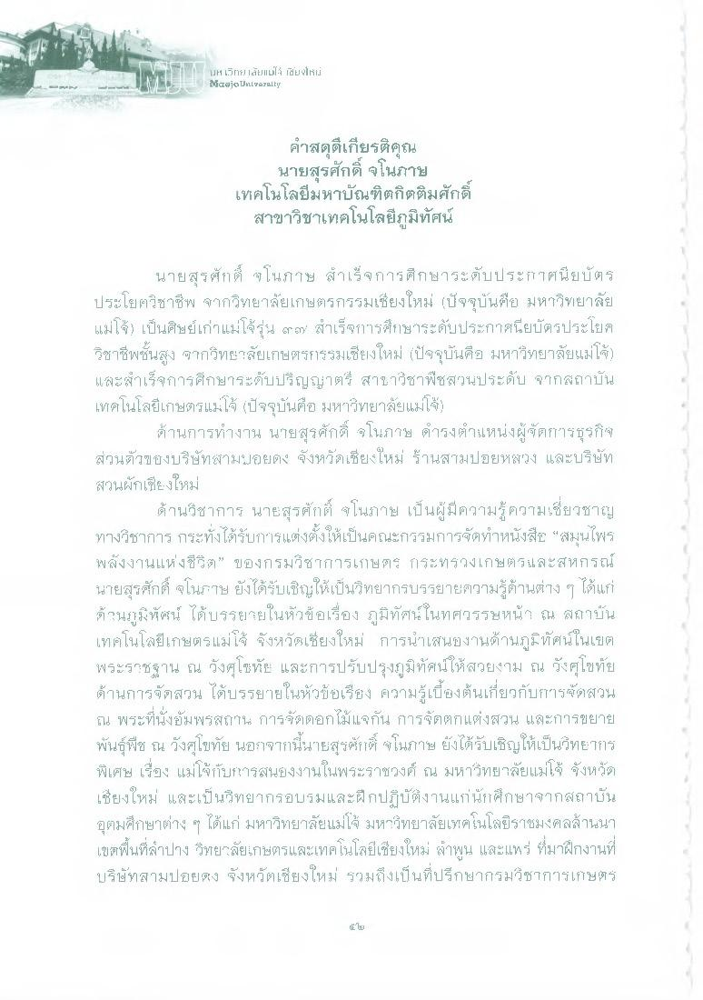 MJU
มหาวิทยาลัยแม่โจ้ เชียงใหม่
Maejo University
คำสดุดีเกียรติคุณ
นายสุรศักดิ์ จโนภาษ
เทคโนโลยีมหาบัณฑิตกิตติมศักดิ์
สาขาวิชาเทคโนโลยีภูมิทัศน์
นายสุรศักดิ์ จโนภาษ สำเร็จการศึกษาระดับประกาศนียบัตร
ประโยควิชาชีพ จากวิทยาลัยเกษตรกรรมเชียงใหม่ (ปัจจุบันคือ มหาวิทยาลัย
แม่โจ้) เป็นศิษย์เก่าแม่โจ้รุ่น ๓๗ สำเร็จการศึกษาระดับประกาศนียบัตรประโยค
วิชาชีพชั้นสูง จากวิทยาลัยเกษตรกรรมเชียงใหม่ (ปัจจุบันคือ มหาวิทยาลัยแม่โจ้)
และสำเร็จการศึกษาระดับปริญญาตรี สาขาวิชาพืชสวนประดับ จากสถาบัน
เทคโนโลยีเกษตรแม่โจ้ (ปัจจุบันคือ มหาวิทยาลัยแม่โจ้)
ด้านการทำงาน นายสุรศักดิ์ จโนภาษ ดำรงตำแหน่งผู้จัดการธุรกิจ
ส่วนตัวของบริษัทสามปอยดง จังหวัดเชียงใหม่ ร้านสามปอยหลวง และบริษัท
สวนผักเชียงใหม่
ด้านวิชาการ นายสุรศักดิ์ จโนภาษ เป็นผู้มีความรู้ความเชี่ยวชาญ
ทางวิชาการ กระทั่งได้รับการแต่งตั้งให้เป็นคณะกรรมการจัดทำหนังสือ “สมุนไพร
พลังงานแห่งชีวิต” ของกรมวิชาการเกษตร กระทรวงเกษตรและสหกรณ์
นายสุรศักดิ์ จโนภาษ ยังได้รับเชิญให้เป็นวิทยากรบรรยายความรู้ด้านต่าง ๆ ได้แก่
ด้านภูมิทัศน์ ได้บรรยายในหัวข้อเรื่อง ภูมิทัศน์ในทศวรรษหน้า ณ สถาบัน
เทคโนโลยีเกษตรแม่โจ้ จังหวัดเชียงใหม่ การนำเสนองานด้านภูมิทัศน์ในเขต
พระราชฐาน ณ วังศุโขทัย และการปรับปรุงภูมิทัศน์ให้สวยงาม ณ วังศุโขทัย
ด้านการจัดสวน ได้บรรยายในหัวข้อเรื่อง ความรู้เบื้องต้นเกี่ยวกับการจัดสวน
ณ พระที่นั่งอัมพรสถาน การจัดดอกไม้แจกัน การจัดตกแต่งสวน และการขยาย
พันธุ์พืช ณ วังศุโขทัย นอกจากนี้นายสุรศักดิ์ จโนภาษ ยังได้รับเชิญให้เป็นวิทยากร
พิเศษ เรื่อง แม่โจ้กับการสนองงานในพระราชวงศ์ ณ มหาวิทยาลัยแม่โจ้ จังหวัด
เชียงใหม่ และเป็นวิทยากรอบรมและฝึกปฏิบัติงานแก่นักศึกษาจากสถาบัน
อุดมศึกษาต่าง ๆ ได้แก่ มหาวิทยาลัยแม่โจ้ มหาวิทยาลัยเทคโนโลยีราชมงคลล้านนา
เขตพื้นที่ลำปาง วิทยาลัยเกษตรและเทคโนโลยีเชียงใหม่ ลำพูน และแพร่ ที่มาฝึกงานที่
บริษัทสามปอยดง จังหวัดเชียงใหม่ รวมถึงเป็นที่ปรึกษากรมวิชาการเกษตร
๕๒